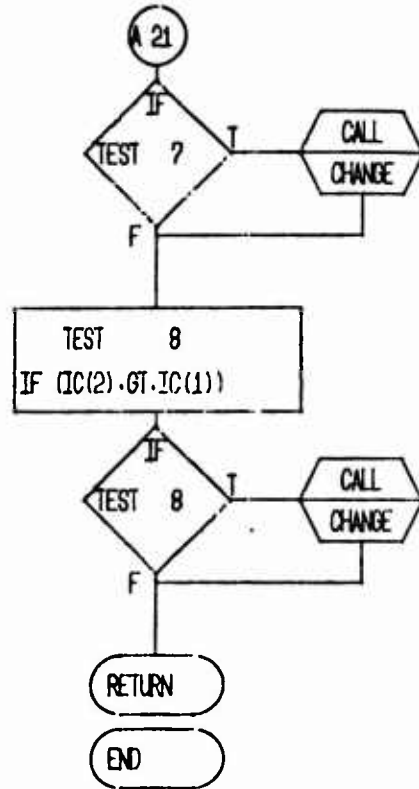 A 21
IF
TEST 7
T
CALL
CHANGE
F
TEST 8
IF (IC(2).GT.IC(1))
IF
TEST 8
T
CALL
CHANGE
F
RETURN
END